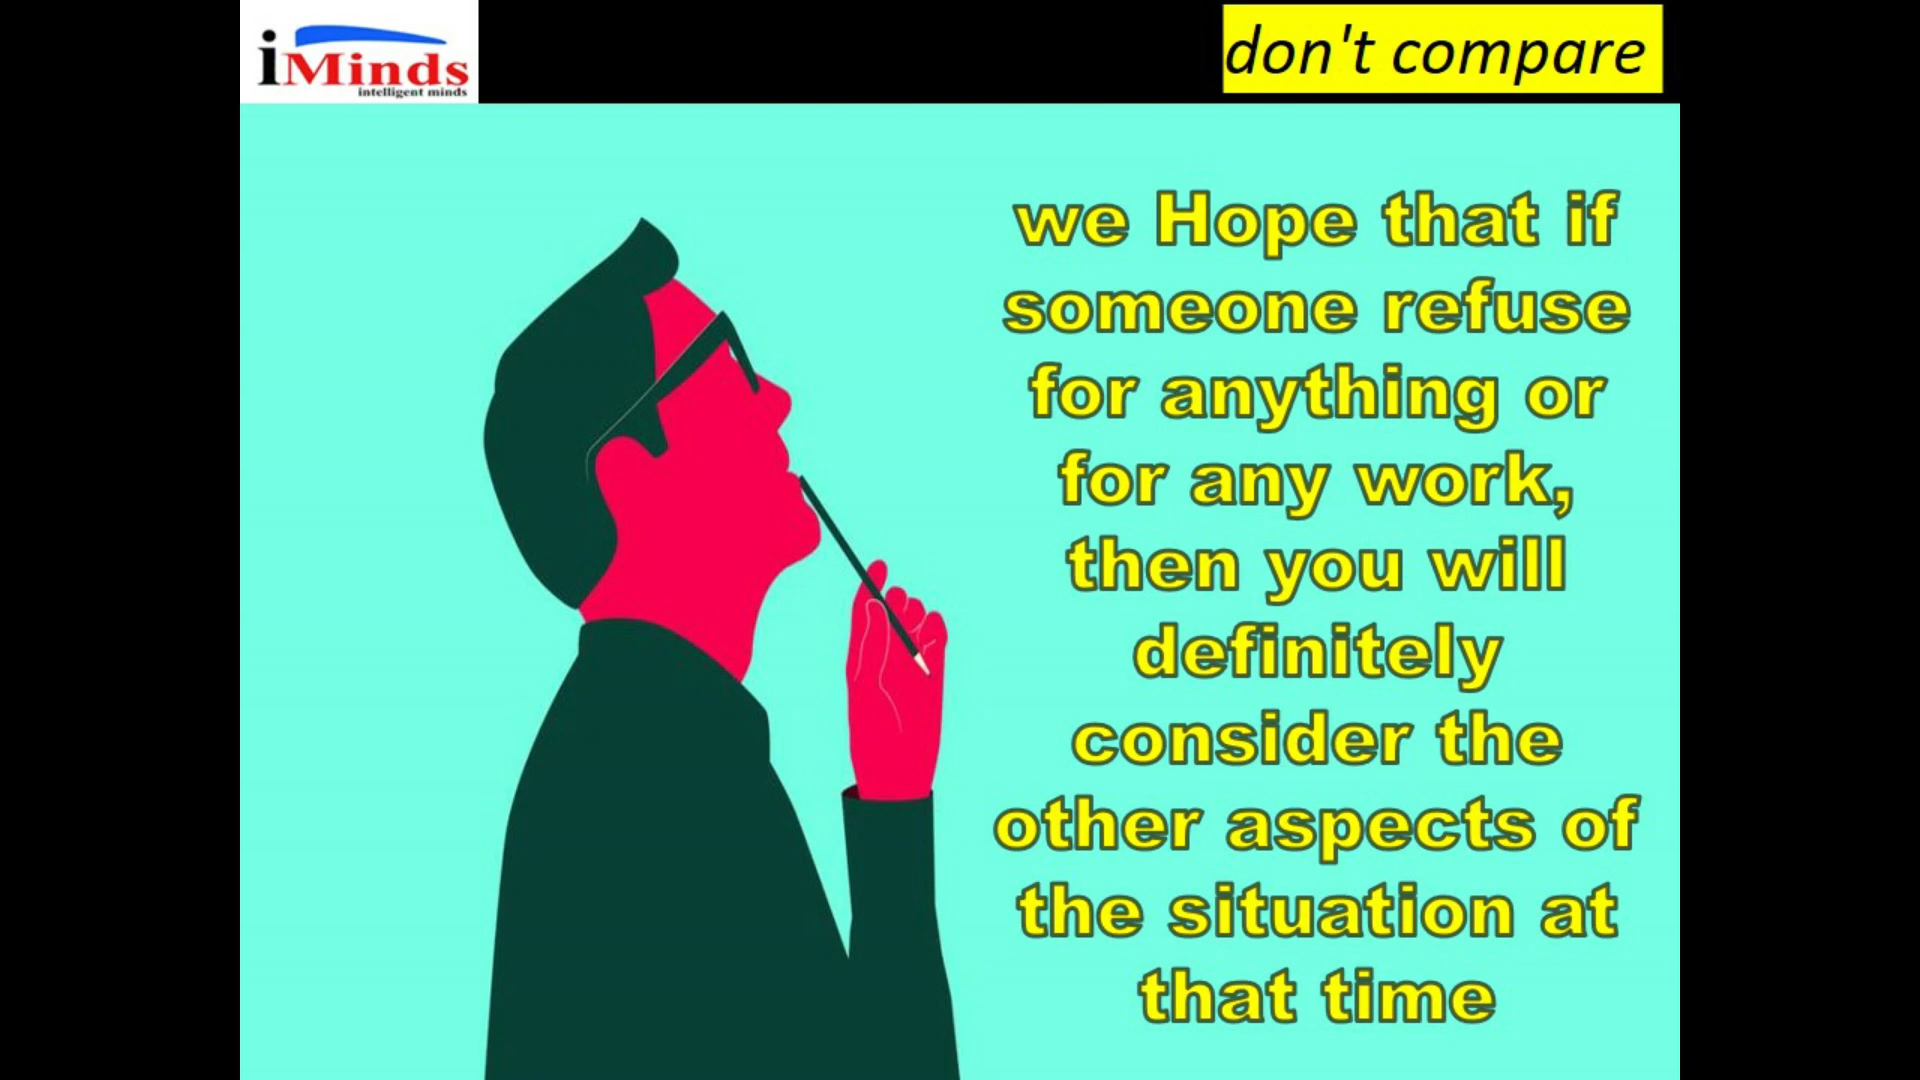 iMinds
intelligent minds
don't compare
we Hope that if
someone refuse
for anything or
for any work,
then you will
definitely
consider the
other aspects of
the situation at
that time